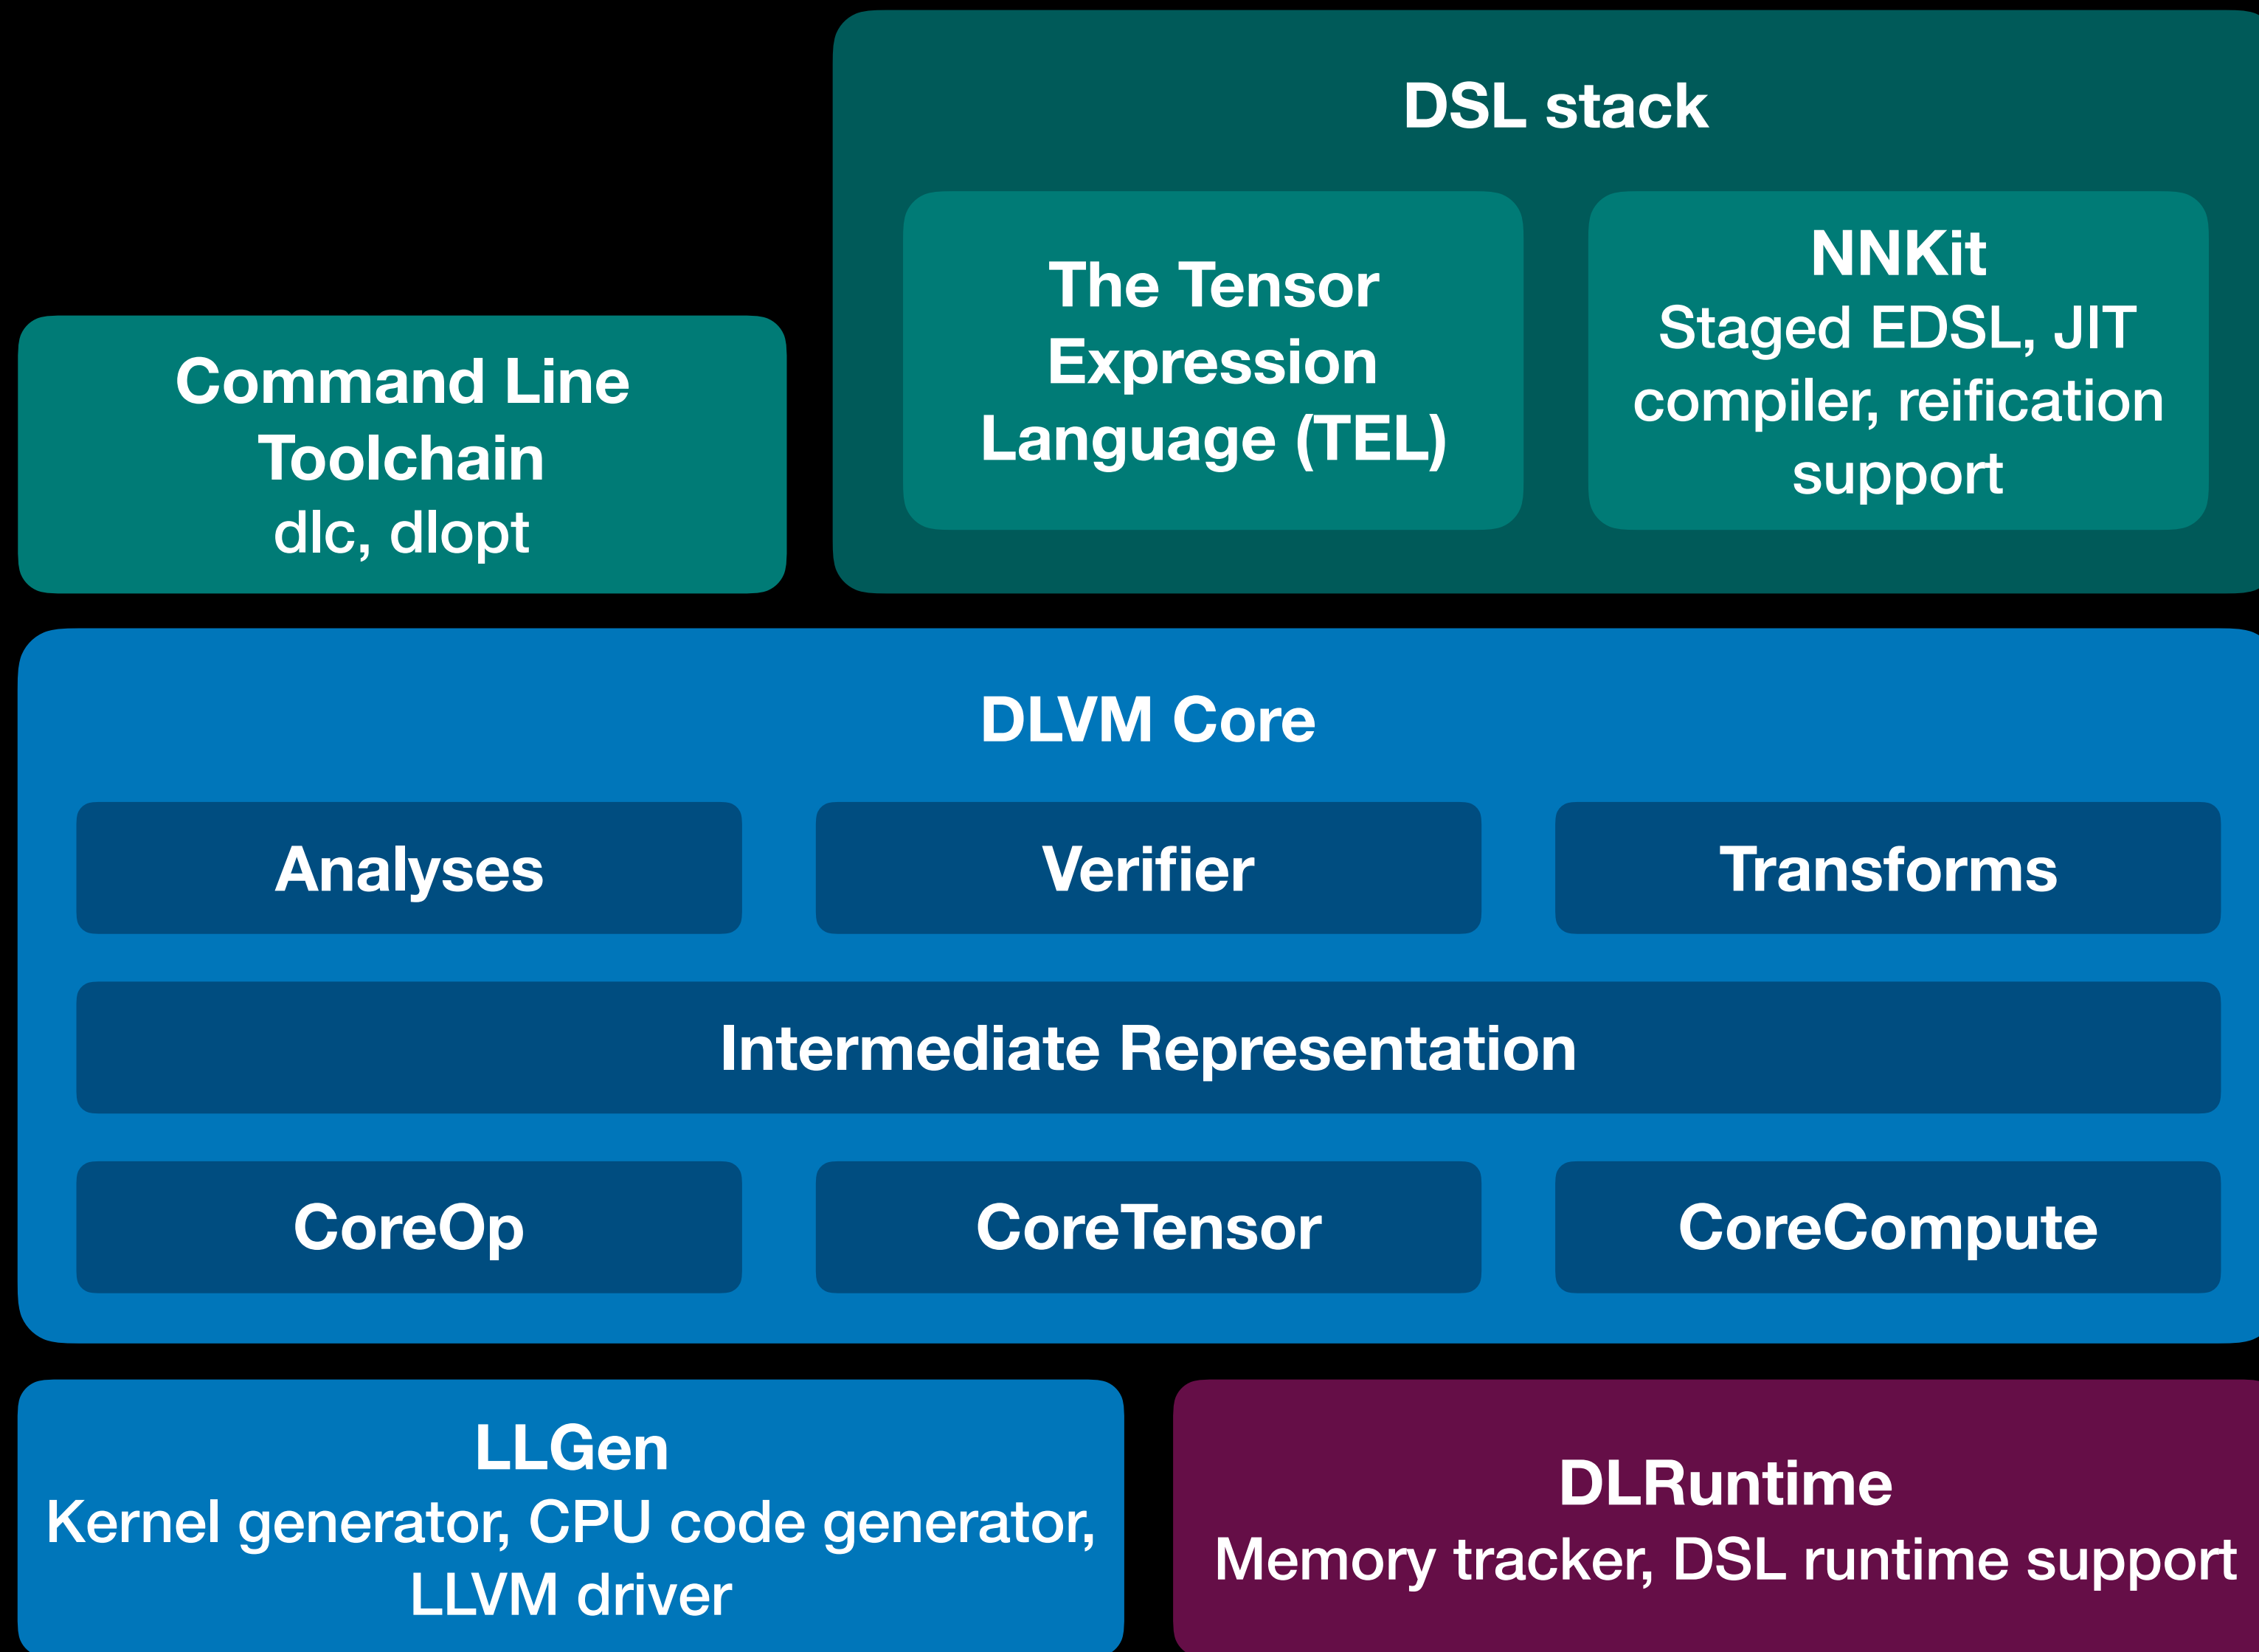 DSL stack
The Tensor
Expression
Language (TEL)
NNKit
Staged EDSL, JIT
compiler, reification
support
Command Line
Toolchain
dlc, dlopt
DLVM Core
Analyses
Verifier
Transforms
Intermediate Representation
CoreOp
CoreTensor
CoreCompute
LLGen
Kernel generator, CPU code generator,
LLVM driver
DLRuntime
Memory tracker, DSL runtime support